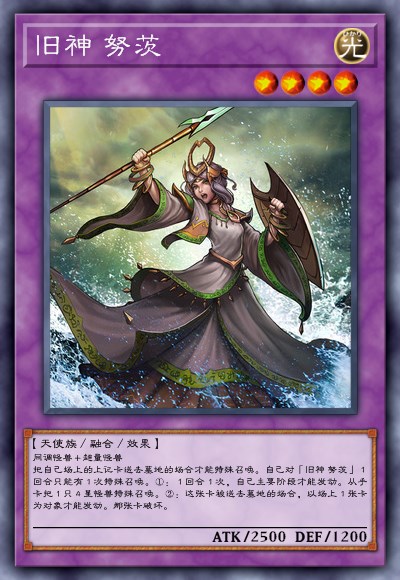 旧神 努茨
光
【天使族／融合／效果】
同调怪兽＋超量怪兽
把自己场上的上记卡送去墓地的场合才能特殊召唤。自己对「旧神 努茨」1
回合只能有1次特殊召唤。①：1回合1次，自己主要阶段才能发动。从手
卡把1只4星怪兽特殊召唤。②：这张卡被送去墓地的场合，以场上1张卡
为对象才能发动。那张卡破坏。
ATK/2500 DEF/1200